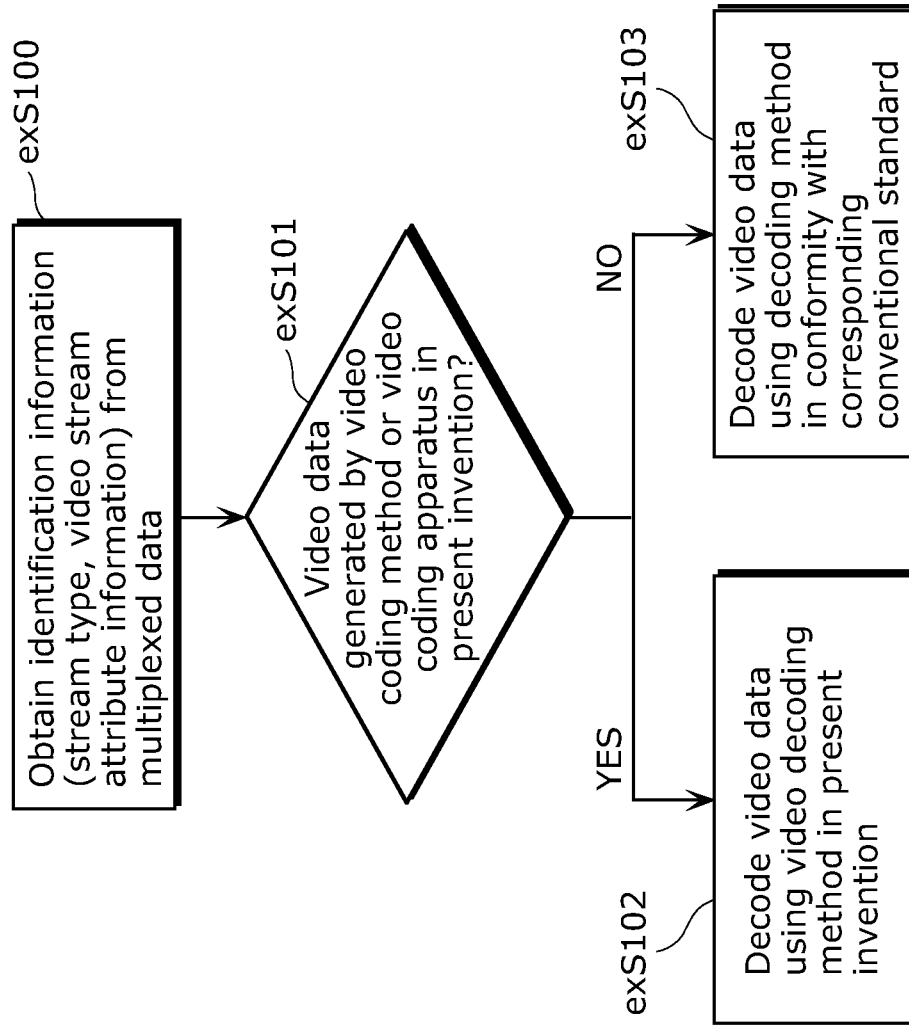 exS100
Obtain identification information
(stream type, video stream
attribute information) from
multiplexed data
exS101
Video data
generated by video
coding method or video
coding apparatus in
present invention?
YES
NO
exS102
Decode video data
using video decoding
method in present
invention
exS103
Decode video data
using decoding method
in conformity with
corresponding
conventional standard